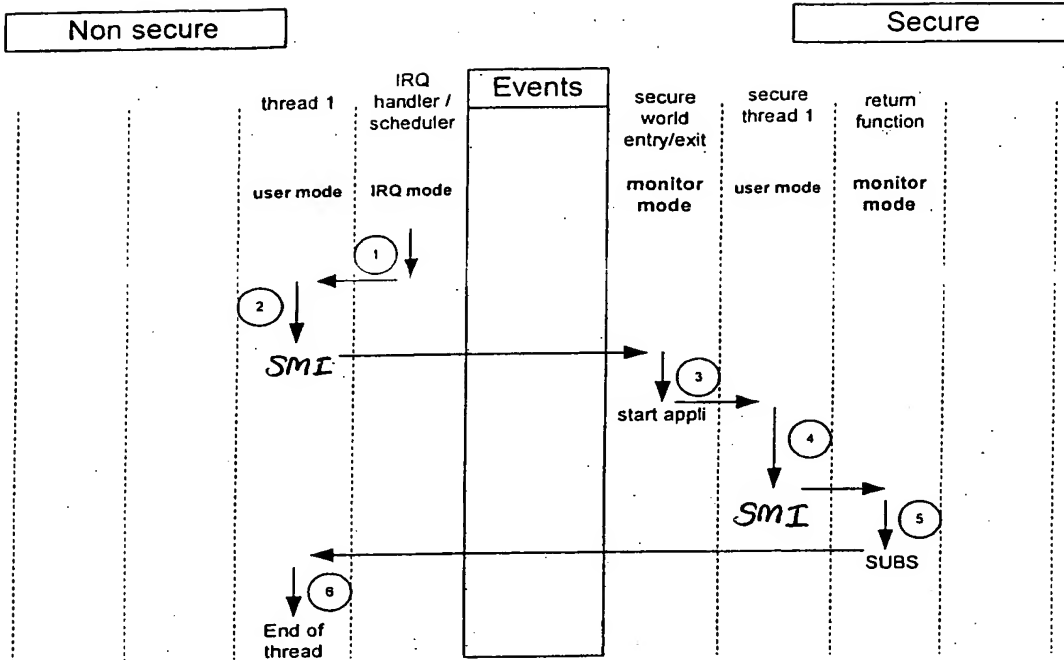 Non secure
Secure
Events
thread 1
IRQ
handler /
scheduler
secure
world
entry/exit
secure
thread 1
return
function
user mode
IRQ mode
monitor
mode
user mode
monitor
mode
1
2
SMI
3
start appli
4
SMI
5
SUBS
6
End of
thread